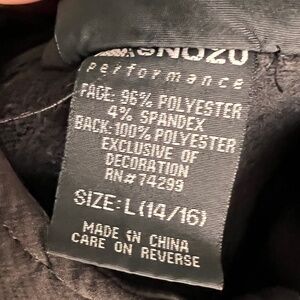 SNOZU
performance
FACE: 96% POLYESTER
4% SPANDEX
BACK: 100% POLYESTER
EXCLUSIVE OF
DECORATION
RN#74299
SIZE: L (14/16)
MADE IN CHINA
CARE ON REVERSE